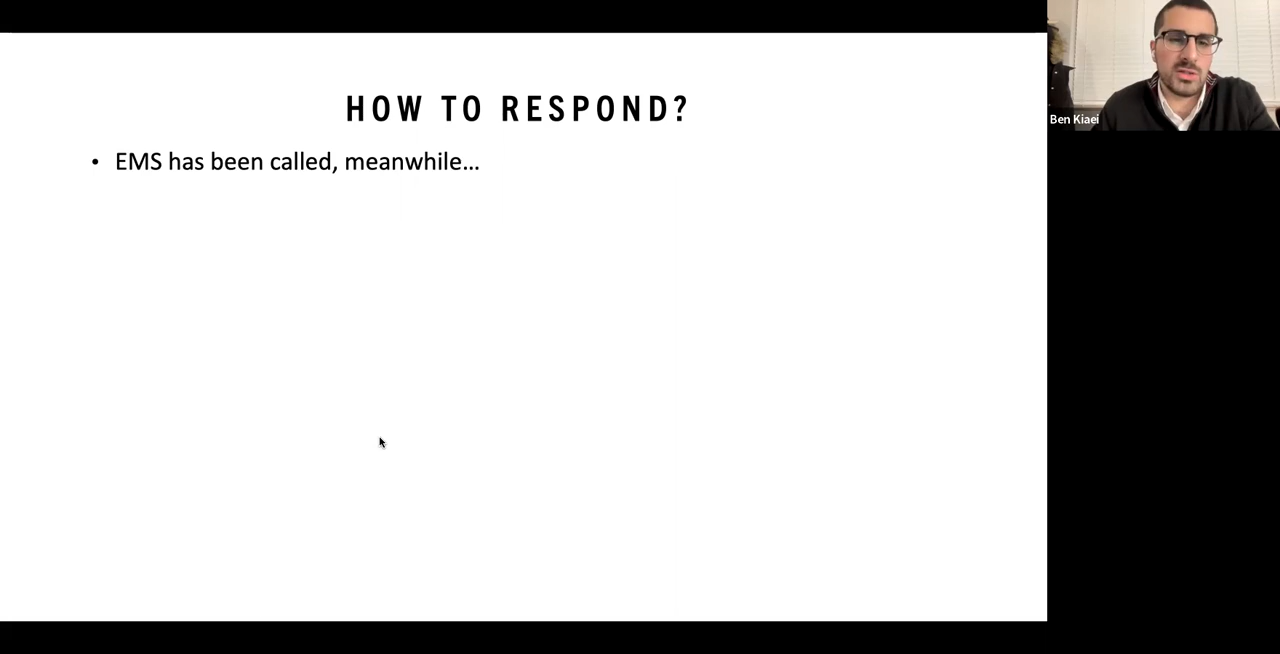 HOW TO RESPOND?
• EMS has been called, meanwhile...
Ben Kiaei